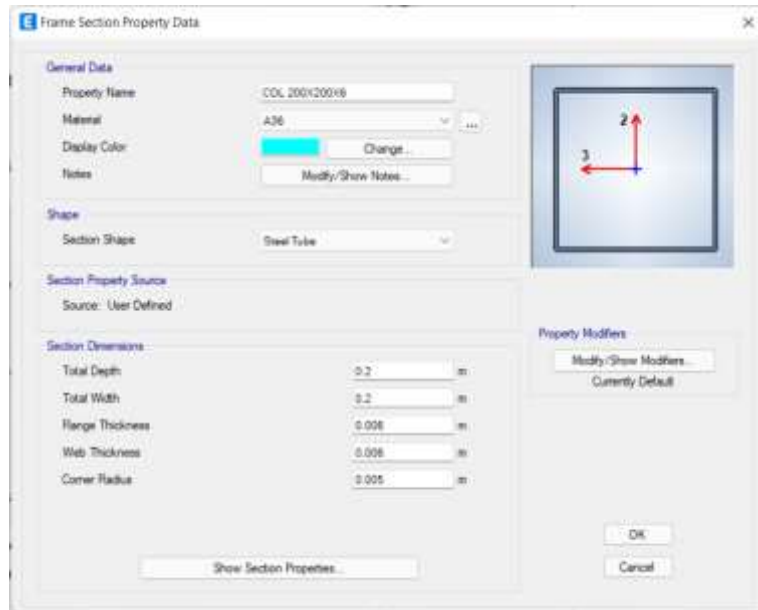 E Frame Section Property Data
General Data
Property Name COL 200X200X6
Material A36 ...
Display Color Change...
Notes Modify/Show Notes...
2
3
Shape
Section Shape Steel Tube
Section Property Source
Source: User Defined
Section Dimensions
Total Depth 0.2 m
Total Width 0.2 m
Flange Thickness 0.006 m
Web Thickness 0.006 m
Corner Radius 0.005 m
Show Section Properties...
Property Modifiers
Modify/Show Modifiers...
Currently Default
OK
Cancel